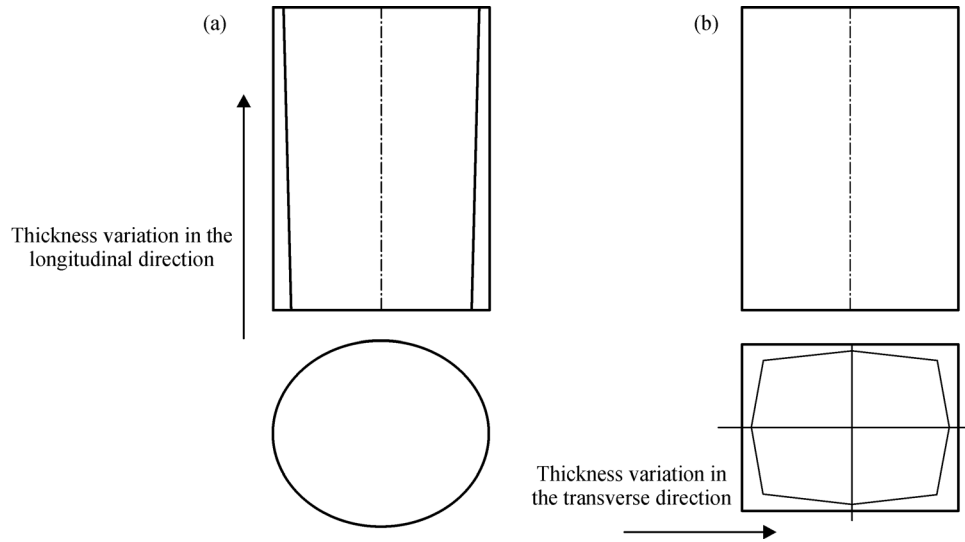 (a)
(b)
Thickness variation in the
longitudinal direction
Thickness variation in
the transverse direction